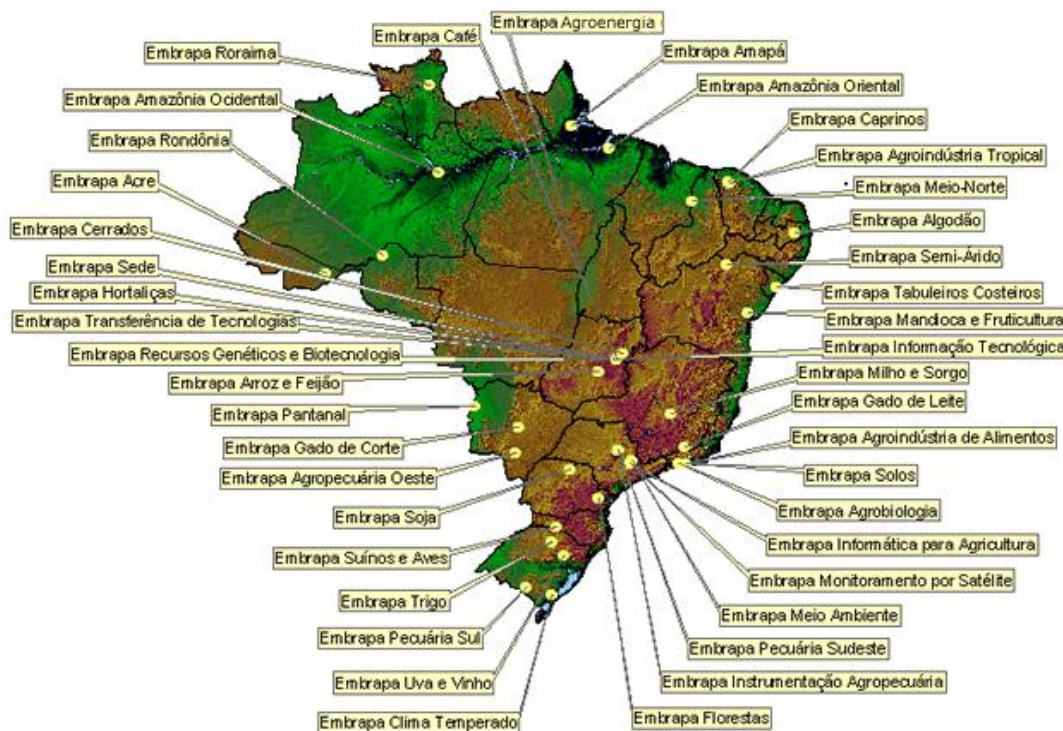 Embrapa Agroenergia
Embrapa Café
Embrapa Roraima
Embrapa Amapá
Embrapa Amazônia Oriental
Embrapa Amazônia Ocidental
Embrapa Caprinos
Embrapa Rondônia
Embrapa Agroindústria Tropical
Embrapa Acre
Embrapa Meio-Norte
Embrapa Algodão
Embrapa Cerrados
Embrapa Semi-Árido
Embrapa Sede
Embrapa Hortaliças
Embrapa Tabuleiros Costeiros
Embrapa Transferência de Tecnologias
Embrapa Mandioca e Fruticultura
Embrapa Recursos Genéticos e Biotecnologia
Embrapa Informação Tecnológica
Embrapa Arroz e Feijão
Embrapa Milho e Sorgo
Embrapa Pantanal
Embrapa Gado de Leite
Embrapa Gado de Corte
Embrapa Agroindústria de Alimentos
Embrapa Agropecuária Oeste
Embrapa Solos
Embrapa Soja
Embrapa Agrobiologia
Embrapa Informática para Agricultura
Embrapa Suínos e Aves
Embrapa Monitoramento por Satélite
Embrapa Trigo
Embrapa Meio Ambiente
Embrapa Pecuária Sul
Embrapa Pecuária Sudeste
Embrapa Uva e Vinho
Embrapa Instrumentação Agropecuária
Embrapa Clima Temperado
Embrapa Florestas